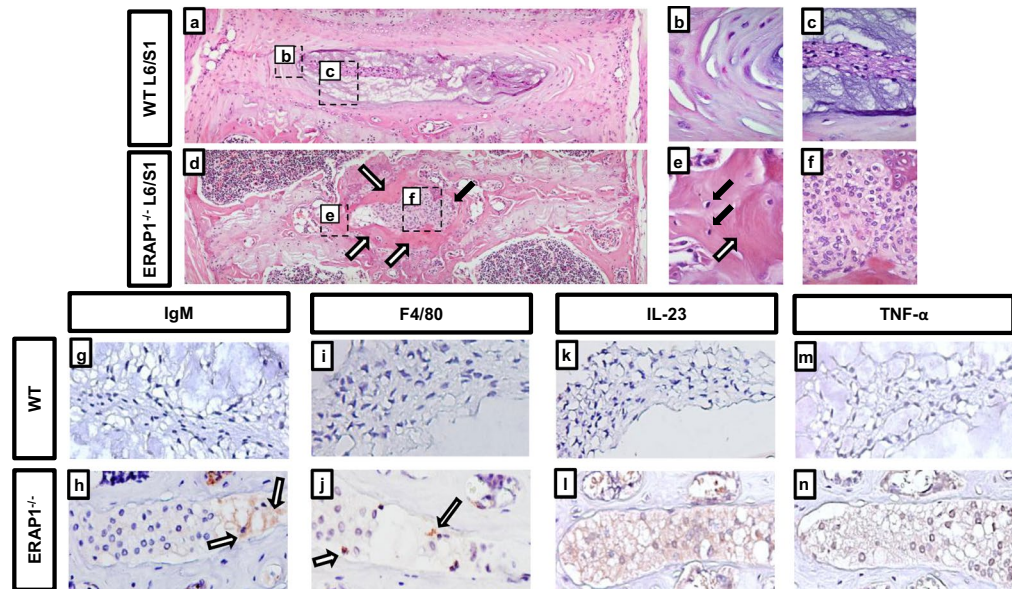 WT L6/S1
a
b
c
b
c
ERAP1-/- L6/S1
d
e
f
e
f
IgM
F4/80
IL-23
TNF-α
WT
g
i
k
m
ERAP1-/-
h
j
l
n